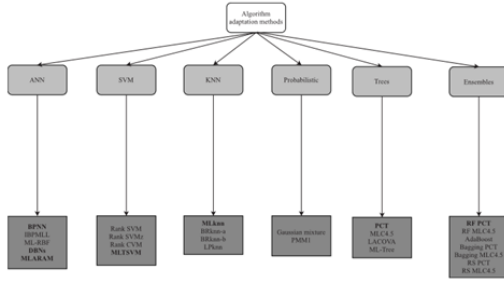 Algorithm
adaptation methods
ANN
SVM
KNN
Probabilistic
Trees
Ensembles
BPNN
IBPMLL
ML-RBF
DBNs
MLARAM
Rank SVM
Rank SVMz
Rank CVM
MLTSVM
MLknn
BRknn-a
BRknn-b
LPknn
Gaussian mixture
PMM1
PCT
MLC4.5
LACOVA
ML-Tree
RF PCT
RF MLC4.5
AdaBoost
Bagging PCT
Bagging MLC4.5
RS PCT
RS MLC4.5